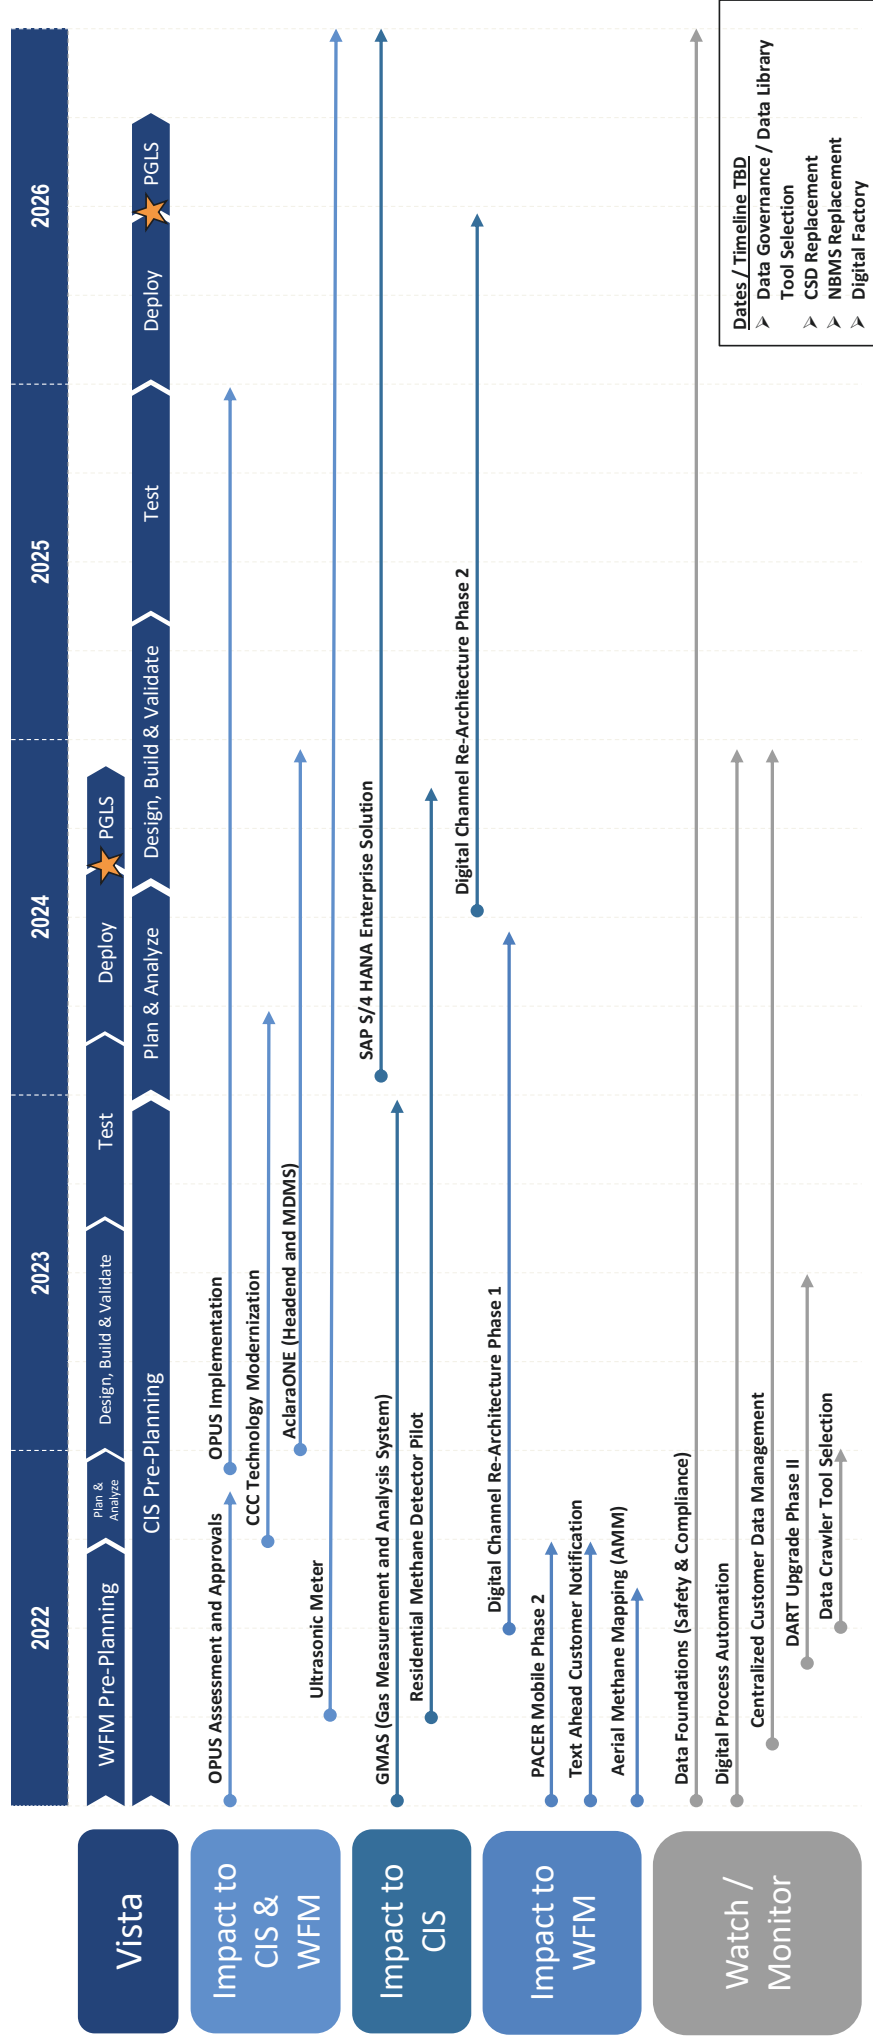 2022
2023
2024
2025
2026
Vista
WFM Pre-Planning
Plan &
Analyze
Design, Build & Validate
Test
Deploy
PGLS
CIS Pre-Planning
Plan & Analyze
Design, Build & Validate
Test
Deploy
PGLS
Impact to
CIS &
WFM
OPUS Assessment and Approvals
OPUS Implementation
CCC Technology Modernization
AclaraONE (Headend and MDMS)
Ultrasonic Meter
Impact to
CIS
SAP S/4 HANA Enterprise Solution
GMAS (Gas Measurement and Analysis System)
Residential Methane Detector Pilot
Digital Channel Re-Architecture Phase 2
Impact to
WFM
Digital Channel Re-Architecture Phase 1
PACER Mobile Phase 2
Text Ahead Customer Notification
Aerial Methane Mapping (AMM)
Watch /
Monitor
Data Foundations (Safety & Compliance)
Digital Process Automation
Centralized Customer Data Management
DART Upgrade Phase II
Data Crawler Tool Selection
Dates / Timeline TBD
➢ Data Governance / Data Library
Tool Selection
➢ CSD Replacement
➢ NBMS Replacement
➢ Digital Factory